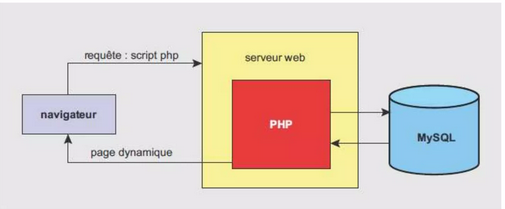 requête : script php
serveur web
navigateur
PHP
MySQL
page dynamique